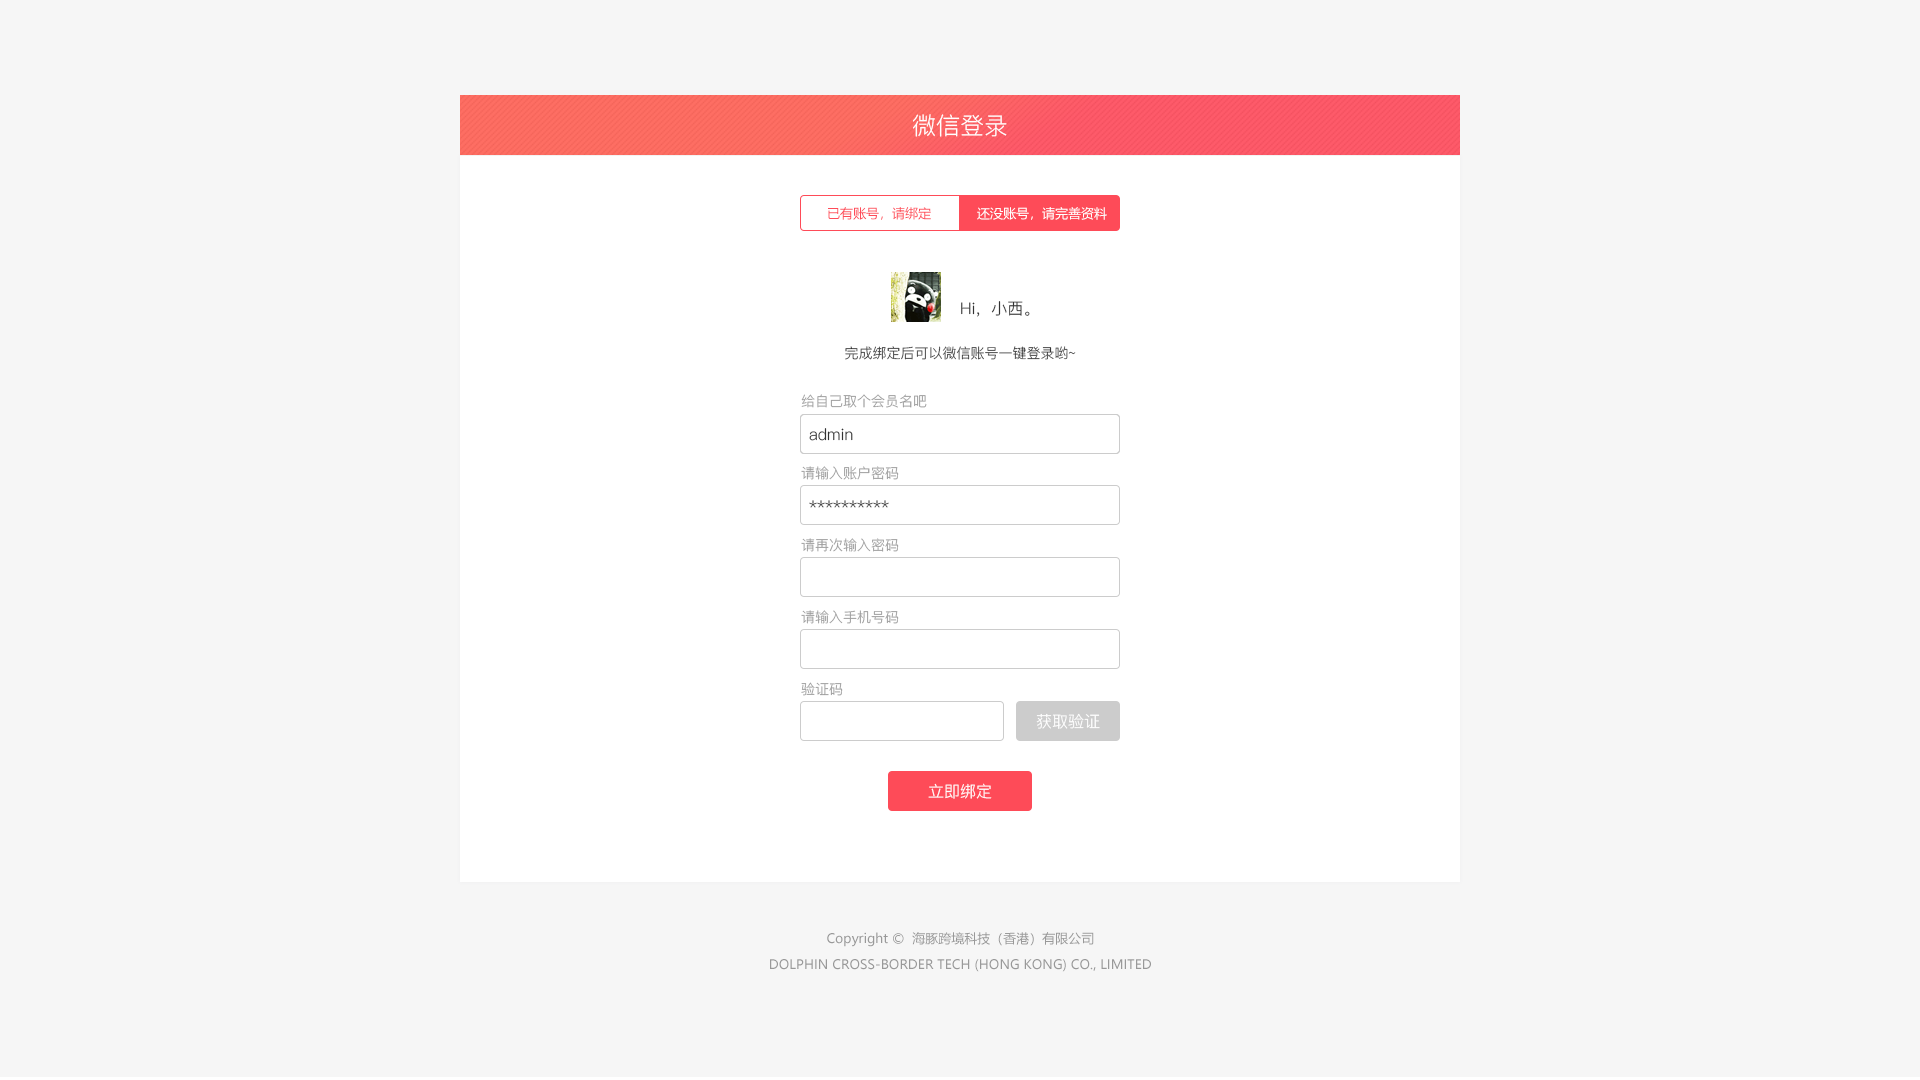 微信登录
已有账号，请绑定
还没账号，请完善资料
Hi，小西。
完成绑定后可以微信账号一键登录哟~
给自己取个会员名吧
admin
请输入账户密码
**********
请再次输入密码
请输入手机号码
验证码
获取验证
立即绑定
Copyright © 海豚跨境科技（香港）有限公司
DOLPHIN CROSS-BORDER TECH (HONG KONG) CO., LIMITED